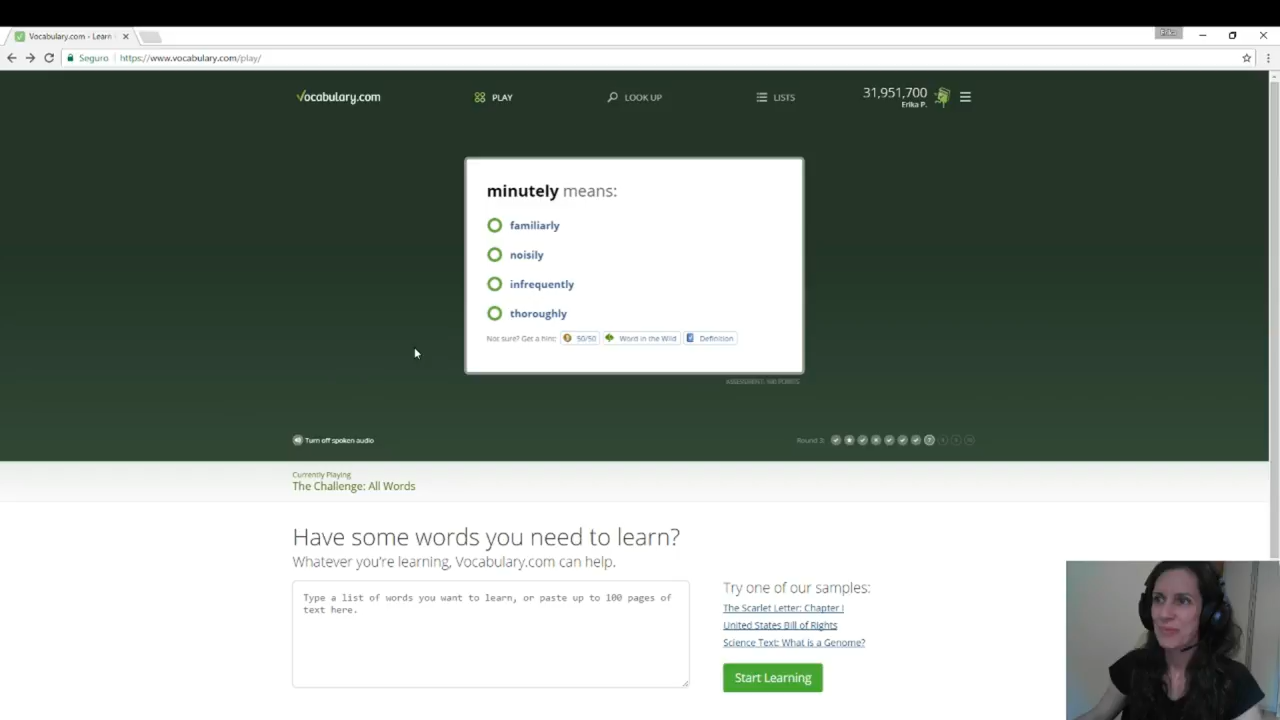 Vocabulary.com - Learn
Erika
Seguro https://www.vocabulary.com/play/
Vocabulary.com PLAY LOOK UP LISTS 31,951,700
Erika P.
minutely means:
familiarly
noisily
infrequently
thoroughly
Not sure? Get a hint: 50/50 Word in the Wild Definition
Turn off spoken audio
Currently Playing
The Challenge: All Words
Have some words you need to learn?
Whatever you're learning, Vocabulary.com can help.
Type a list of words you want to learn, or paste up to 100 pages of
text here.
Try one of our samples:
The Scarlet Letter: Chapter I
United States Bill of Rights
Science Text: What is a Genome?
Start Learning